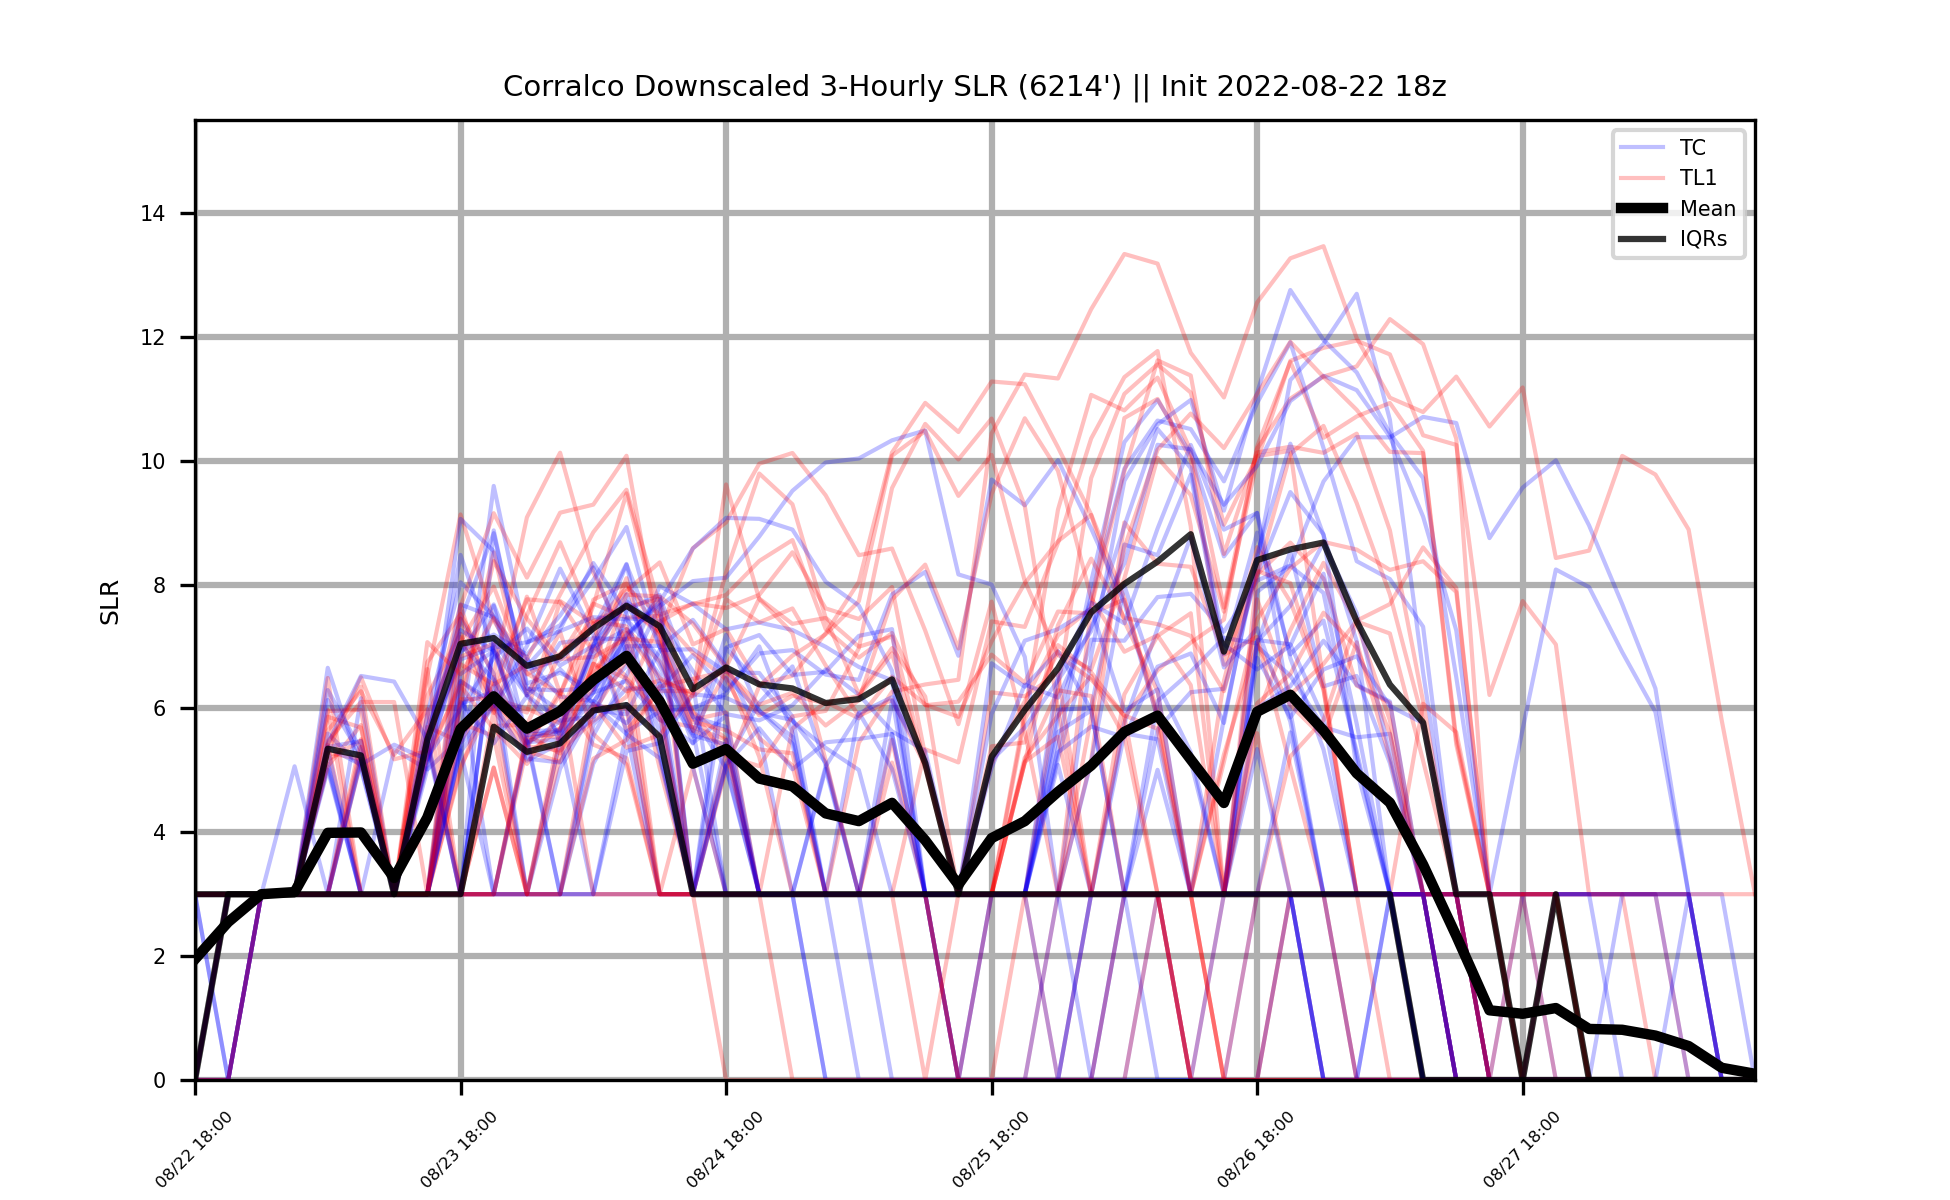 Corralco Downscaled 3-Hourly SLR (6214') || Init 2022-08-22 18z
TC
TL1
Mean
IQRs
SLR
14
12
10
8
6
4
2
0
08/22 18:00
08/23 18:00
08/24 18:00
08/25 18:00
08/26 18:00
08/27 18:00